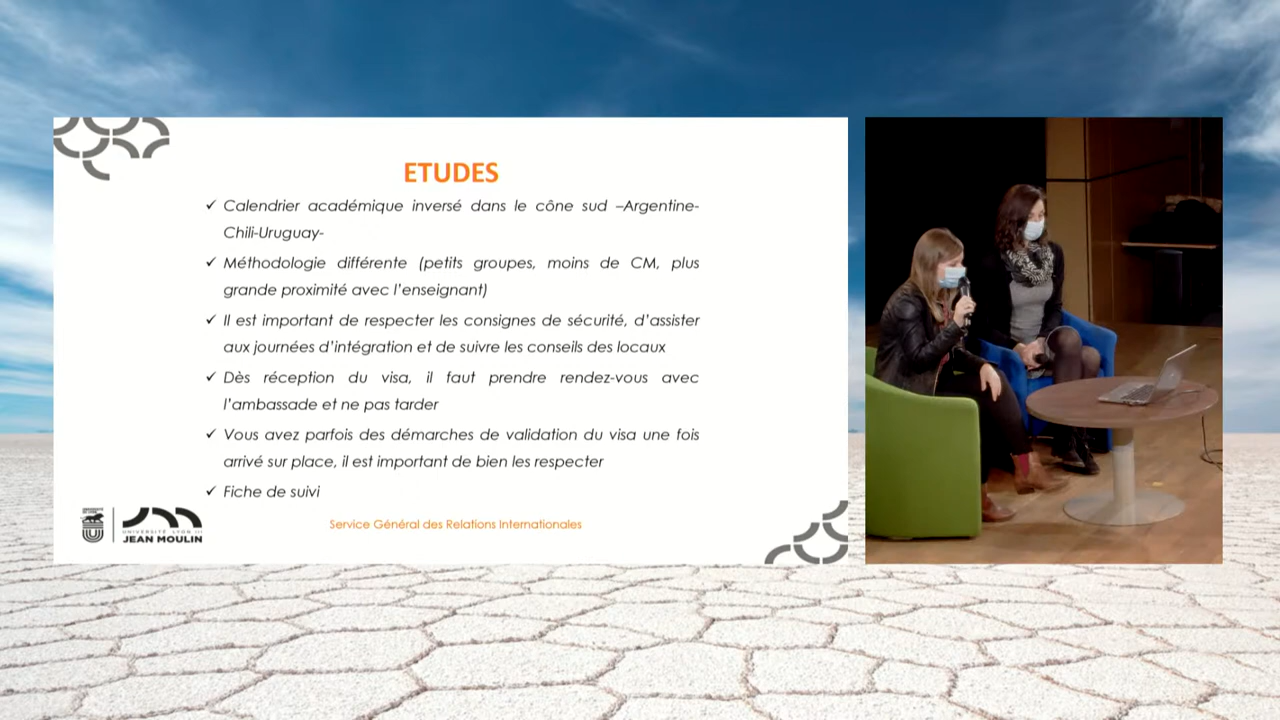 ETUDES
✓ Calendrier académique inversé dans le cône sud –Argentine-
Chili-Uruguay-
✓ Méthodologie différente (petits groupes, moins de CM, plus
grande proximité avec l'enseignant)
✓ Il est important de respecter les consignes de sécurité, d'assister
aux journées d'intégration et de suivre les conseils des locaux
✓ Dès réception du visa, il faut prendre rendez-vous avec
l'ambassade et ne pas tarder
✓ Vous avez parfois des démarches de validation du visa une fois
arrivé sur place, il est important de bien les respecter
✓ Fiche de suivi
UNIVERSITÉ LYON III
JEAN MOULIN
Service Général des Relations Internationales